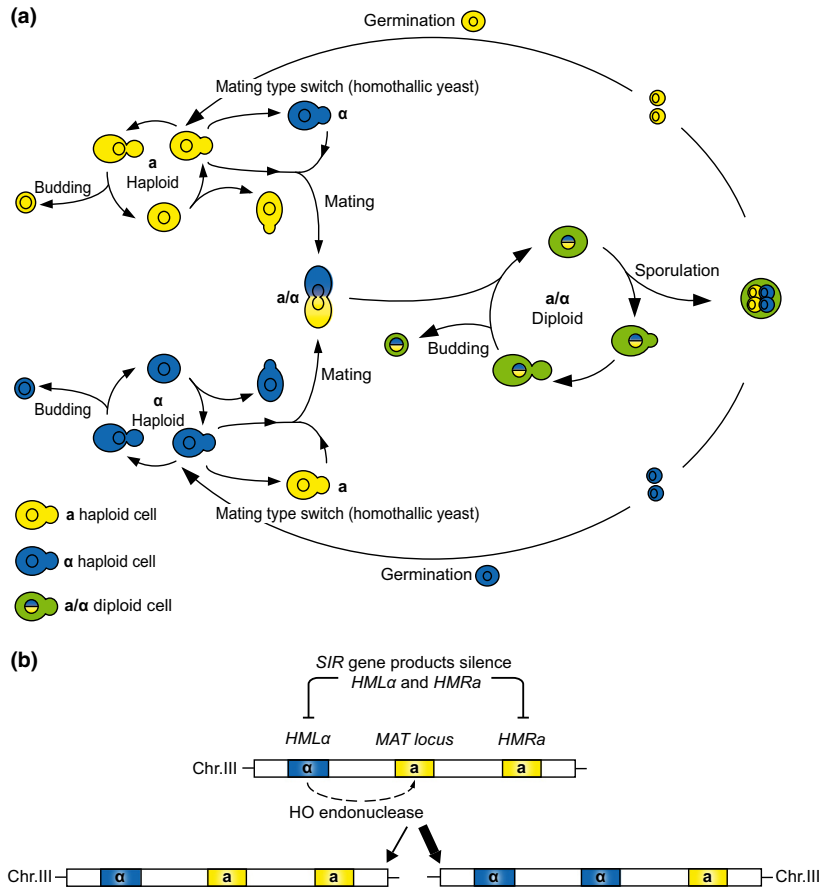 (a)
Germination
Mating type switch (homothallic yeast)
α
a
Haploid
Budding
Mating
a/α
Sporulation
a/α
Diploid
Budding
Mating
α
Haploid
Budding
a
Mating type switch (homothallic yeast)
Germination
a haploid cell
α haploid cell
a/α diploid cell
(b)
SIR gene products silence
HMLα and HMRa
HMLα MAT locus HMRa
Chr.III α a a
HO endonuclease
Chr.III α a a
α α a Chr.III